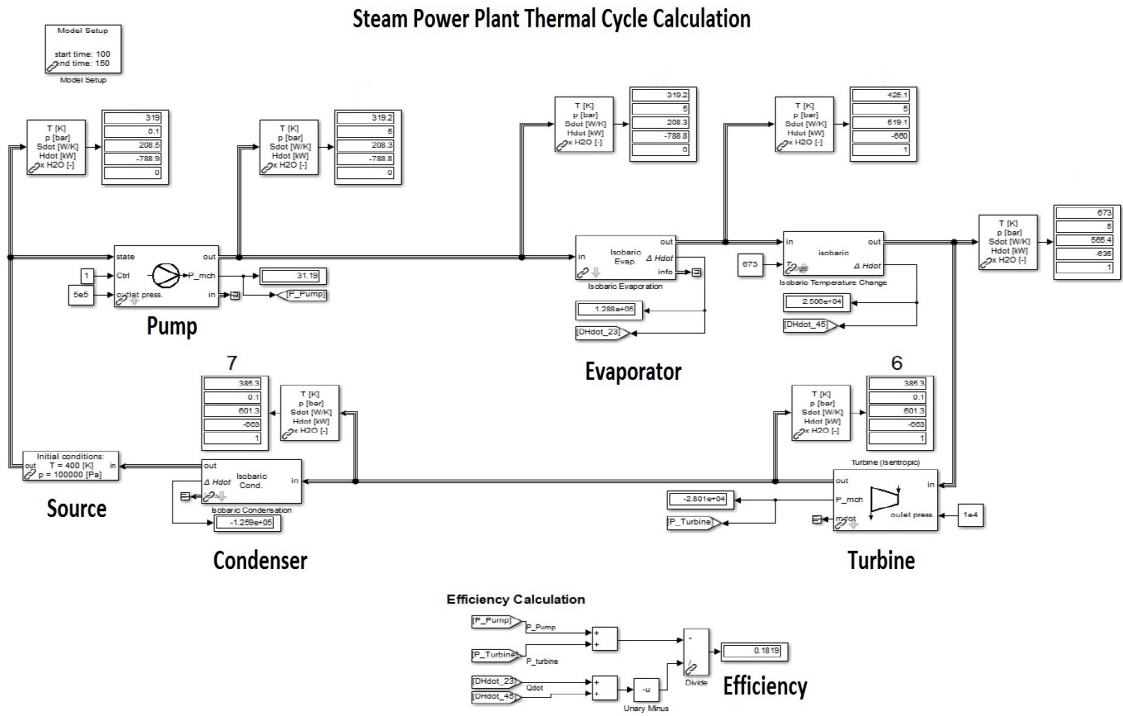 Steam Power Plant Thermal Cycle Calculation
Model Setup
start time: 100
end time: 150
Model Setup
T [K]
p [bar]
Sdot [W/K]
Hdot [kW]
x H2O [-]
319
0.1
208.5
-788.9
0
T [K]
p [bar]
Sdot [W/K]
Hdot [kW]
x H2O [-]
319.2
5
208.3
-788.8
0
T [K]
p [bar]
Sdot [W/K]
Hdot [kW]
x H2O [-]
319.2
5
208.3
-788.8
0
T [K]
p [bar]
Sdot [W/K]
Hdot [kW]
x H2O [-]
425.1
5
519.1
-660
1
T [K]
p [bar]
Sdot [W/K]
Hdot [kW]
x H2O [-]
673
5
565.4
-635
1
state
out
Ctrl
P_mch
outlet press.
in
1
5e5
31.19
[P_Pump]
Pump
in
Isobaric
Evap.
out
Δ Hdot
info
Isobaric Evaporation
1.288e+05
[DHdot_23]
Evaporator
673
in
isobaric
out
Δ Hdot
Isobaric Temperature Change
2.506e+04
[DHdot_45]
7
385.3
0.1
601.3
-663
1
T [K]
p [bar]
Sdot [W/K]
Hdot [kW]
x H2O [-]
6
T [K]
p [bar]
Sdot [W/K]
Hdot [kW]
x H2O [-]
385.3
0.1
601.3
-663
1
Initial conditions:
out T = 400 [K] in
p = 100000 [Pa]
Source
out
Δ Hdot
Isobaric
Cond.
in
Isobaric Condensation
-1.259e+05
Condenser
Turbine (Isentropic)
out
in
P_mch
mdot
oulet press.
1e4
-2.801e+04
[P_Turbine]
Turbine
Efficiency Calculation
[P_Pump]
P_Pump
[P_Turbine]
P_turbine
[DHdot_23]
Qdot
[DHdot_45]
+
+
+
+
-u
Unary Minus
Divide
0.1819
Efficiency